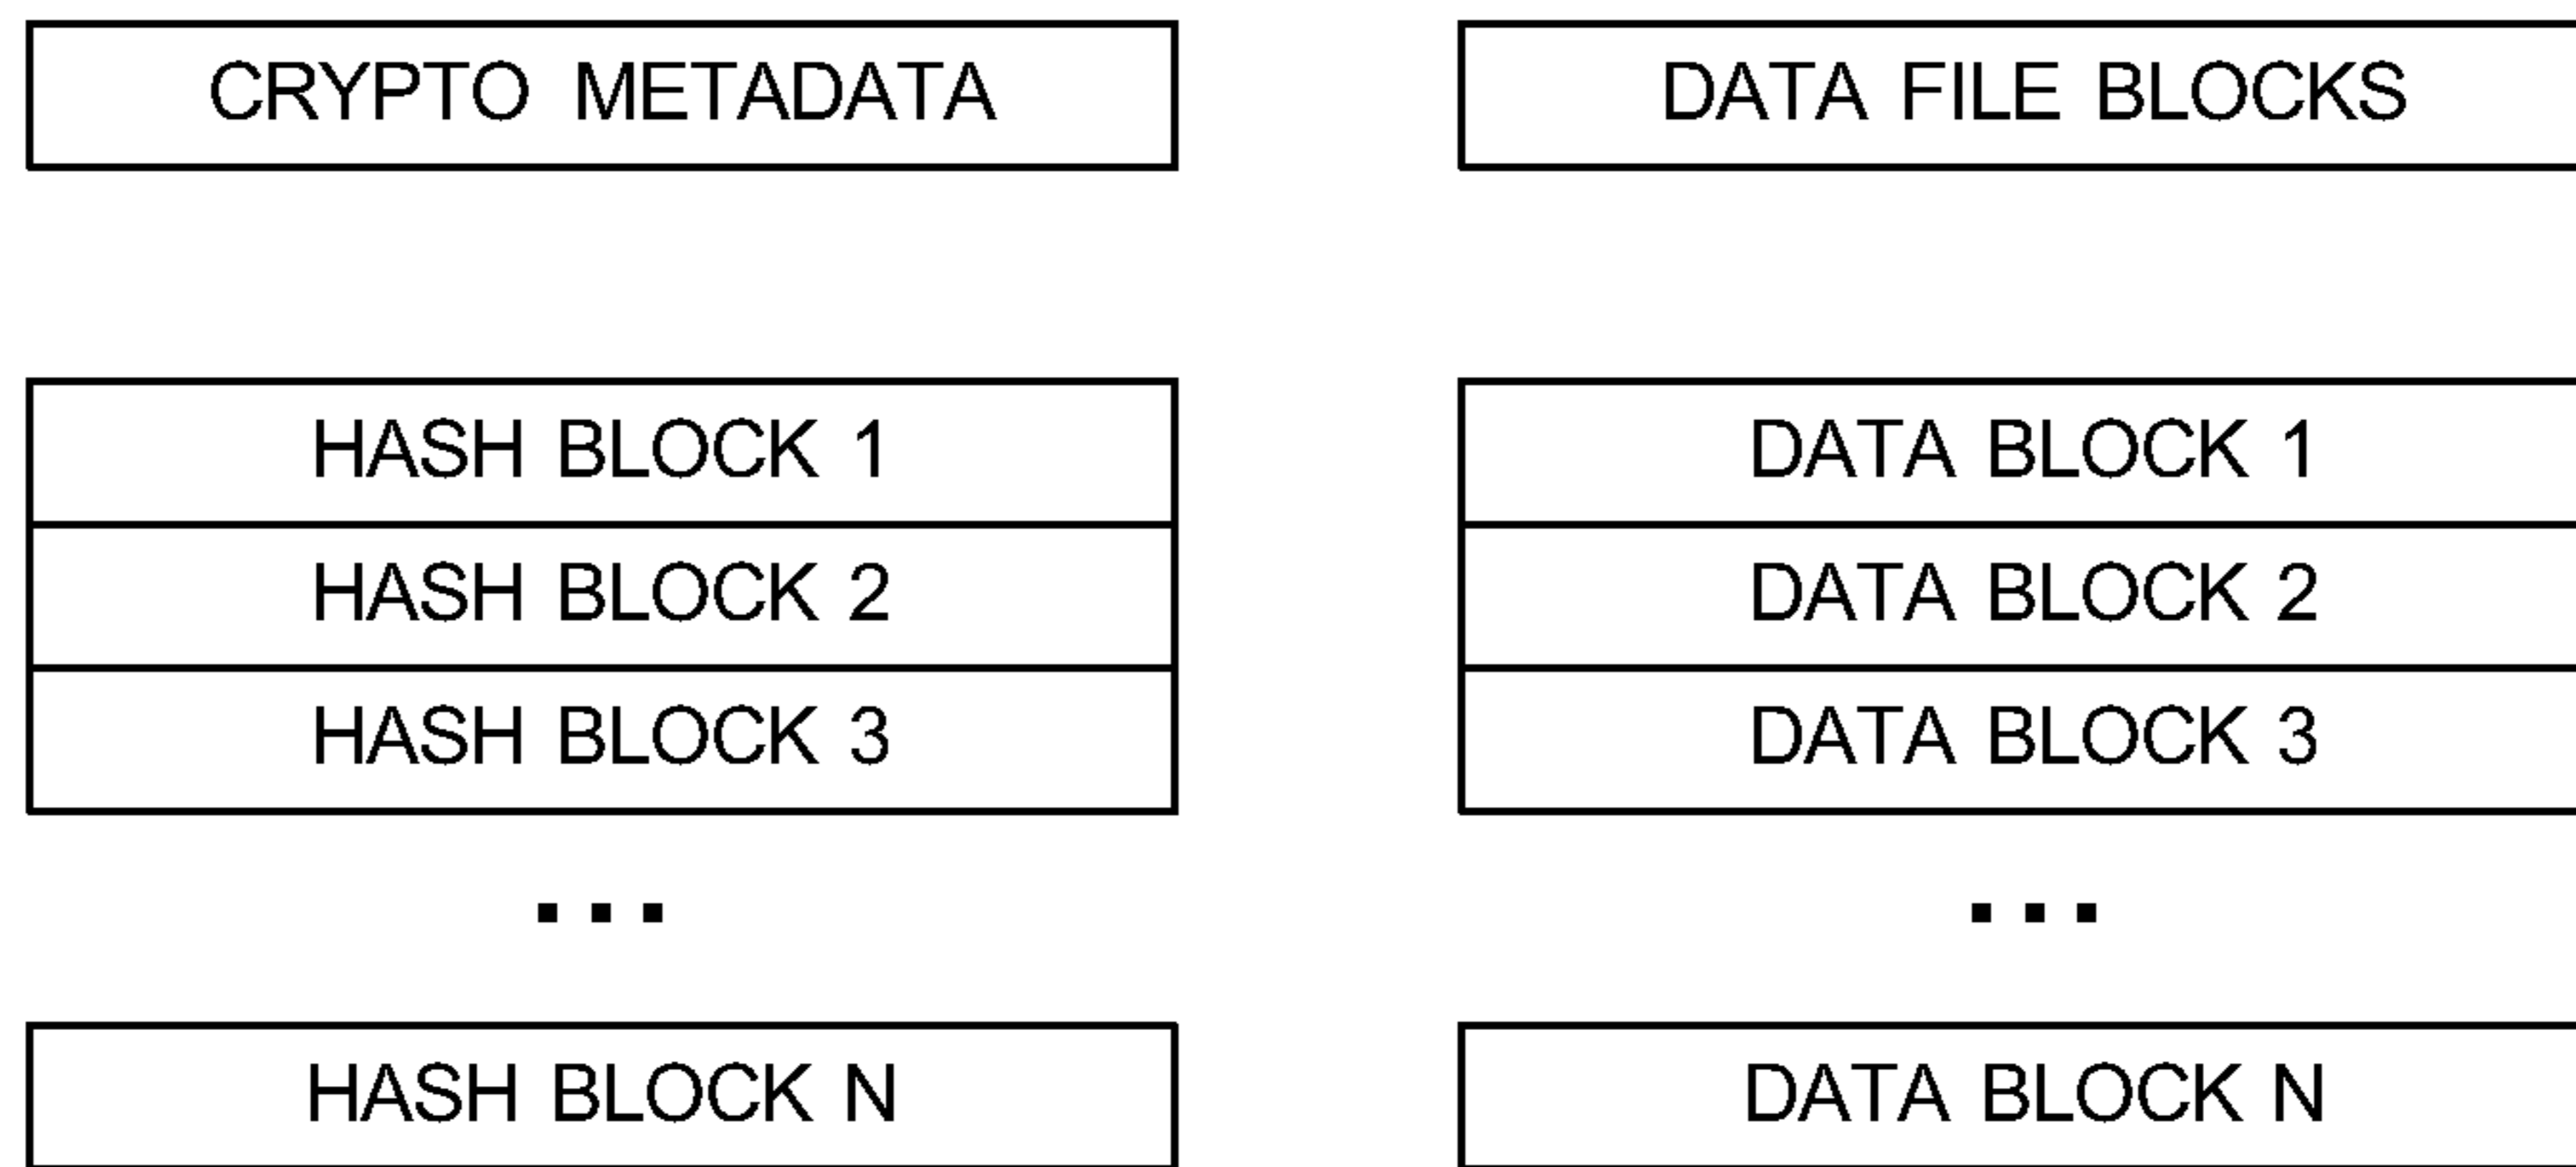 CRYPTO METADATA
DATA FILE BLOCKS
HASH BLOCK 1
DATA BLOCK 1
HASH BLOCK 2
DATA BLOCK 2
HASH BLOCK 3
DATA BLOCK 3
... ...
HASH BLOCK N
DATA BLOCK N